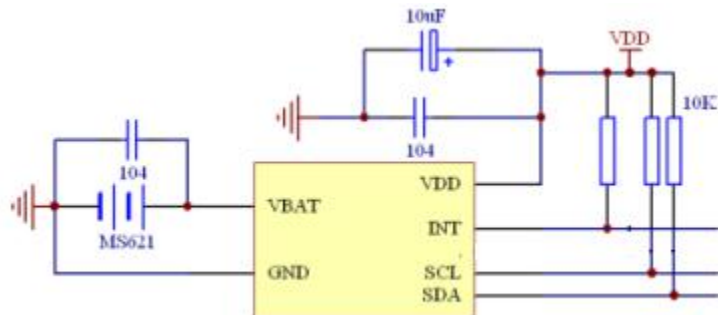 10uF
+
VDD
10K
104
104
MS621
VBAT
GND
VDD
INT
SCL
SDA